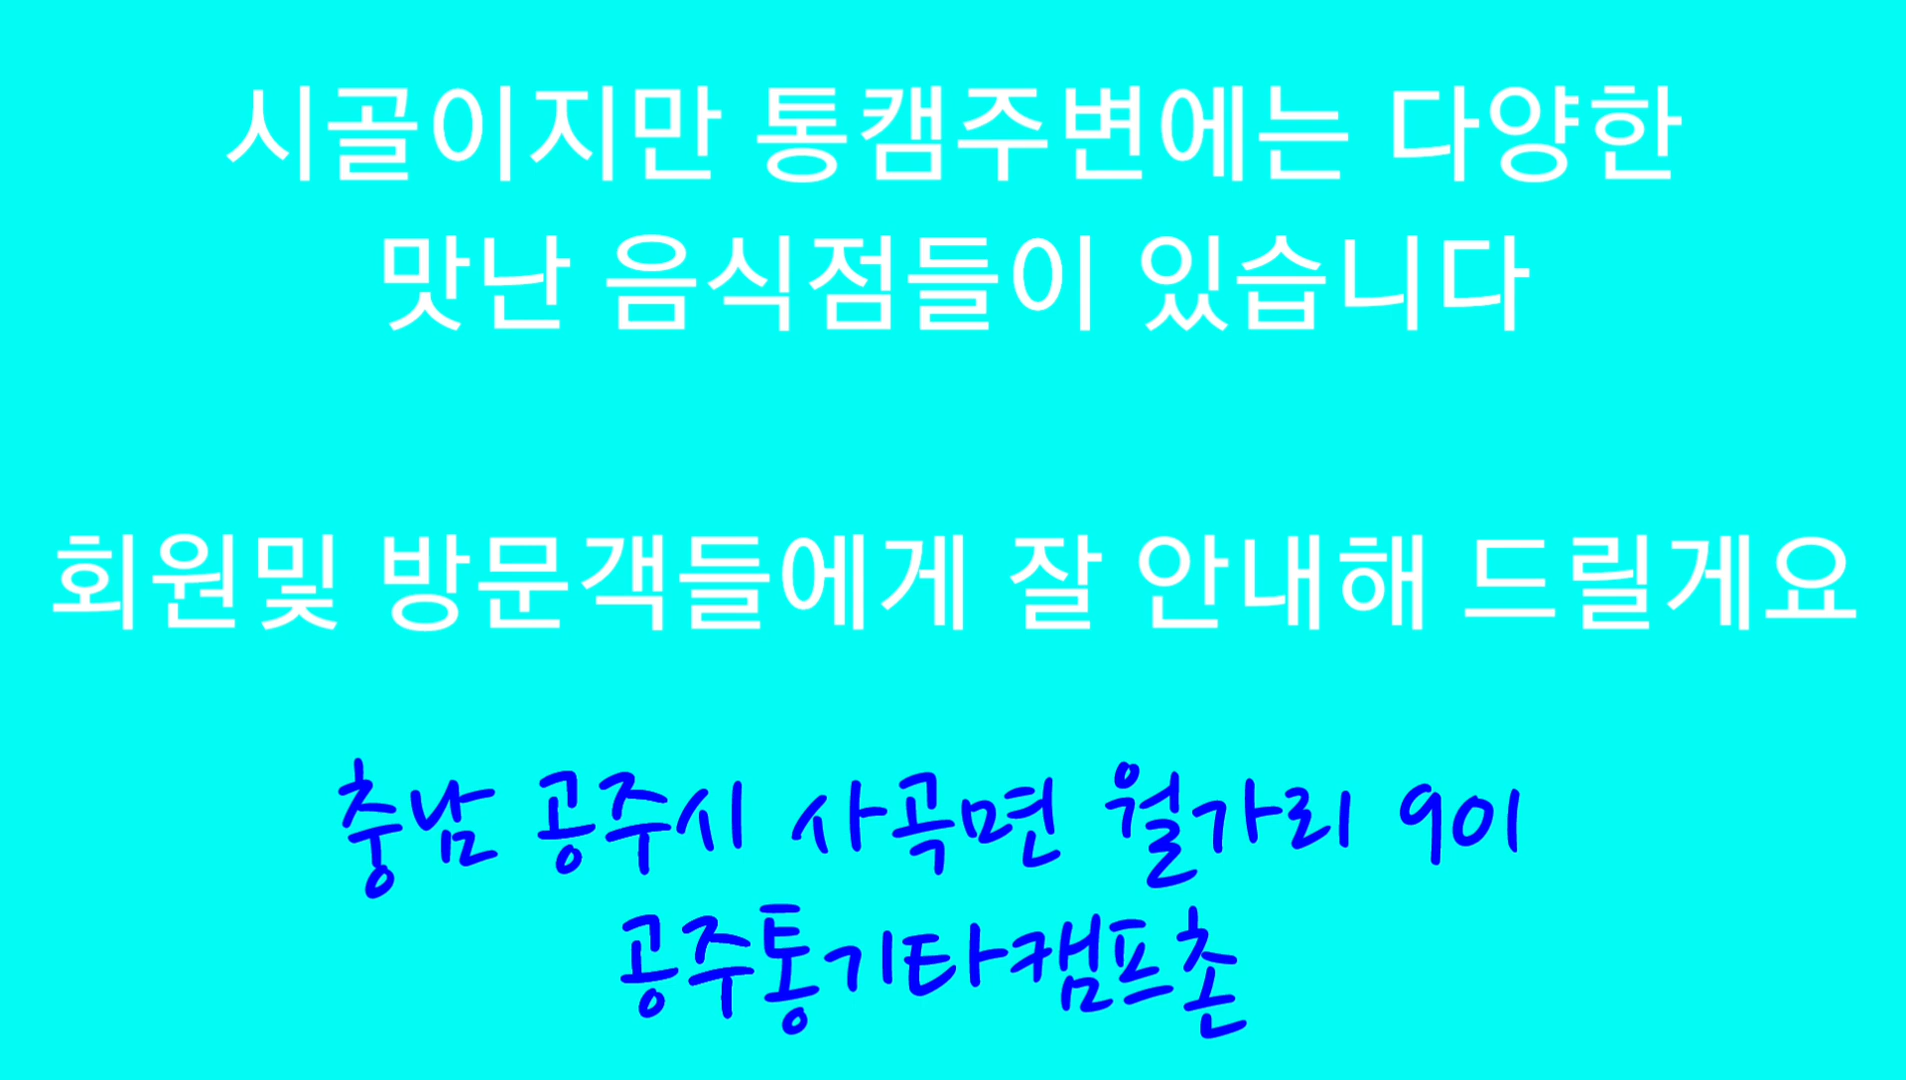 시골이지만 통캠주변에는 다양한
맛난 음식점들이 있습니다
회원및 방문객들에게 잘 안내해 드릴게요
충남 공주시 사곡면 월가리 901
공주통기타캠프촌